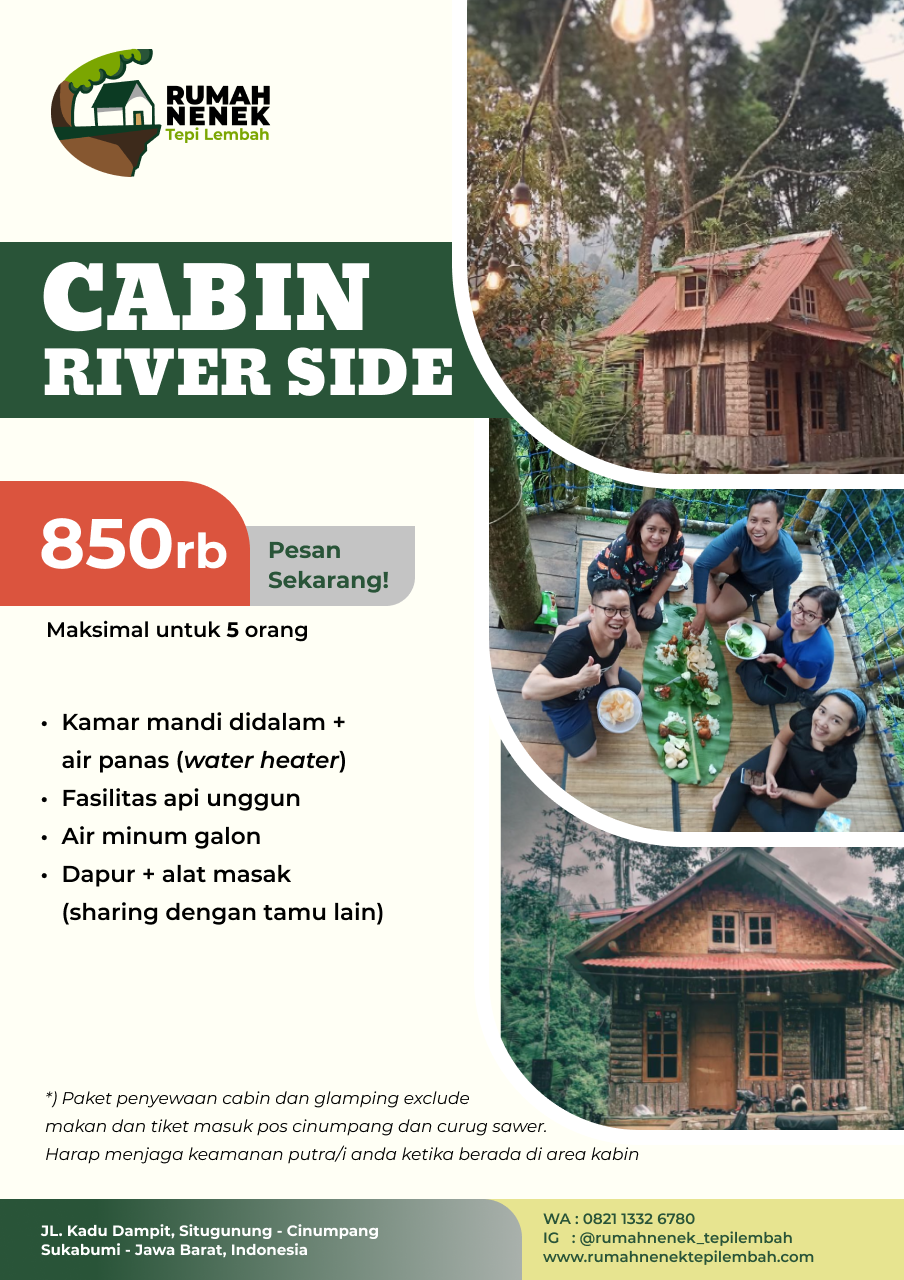 RUMAH
NENEK
Tepi Lembah
CABIN
RIVER SIDE
850rb
Pesan
Sekarang!
Maksimal untuk 5 orang
• Kamar mandi didalam +
air panas (water heater)
• Fasilitas api unggun
• Air minum galon
• Dapur + alat masak
(sharing dengan tamu lain)
*) Paket penyewaan cabin dan glamping exclude
makan dan tiket masuk pos cinumpang dan curug sawer.
Harap menjaga keamanan putra/i anda ketika berada di area kabin
JL. Kadu Dampit, Situgunung - Cinumpang
Sukabumi - Jawa Barat, Indonesia
WA : 0821 1332 6780
IG : @rumahnenek_tepilembah
www.rumahnenektepilembah.com